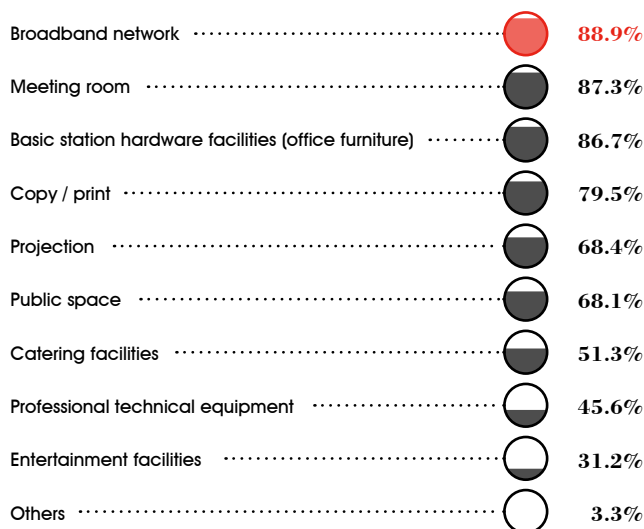 Broadband network 88.9%
Meeting room 87.3%
Basic station hardware facilities (office furniture) 86.7%
Copy / print 79.5%
Projection 68.4%
Public space 68.1%
Catering facilities 51.3%
Professional technical equipment 45.6%
Entertainment facilities 31.2%
Others 3.3%